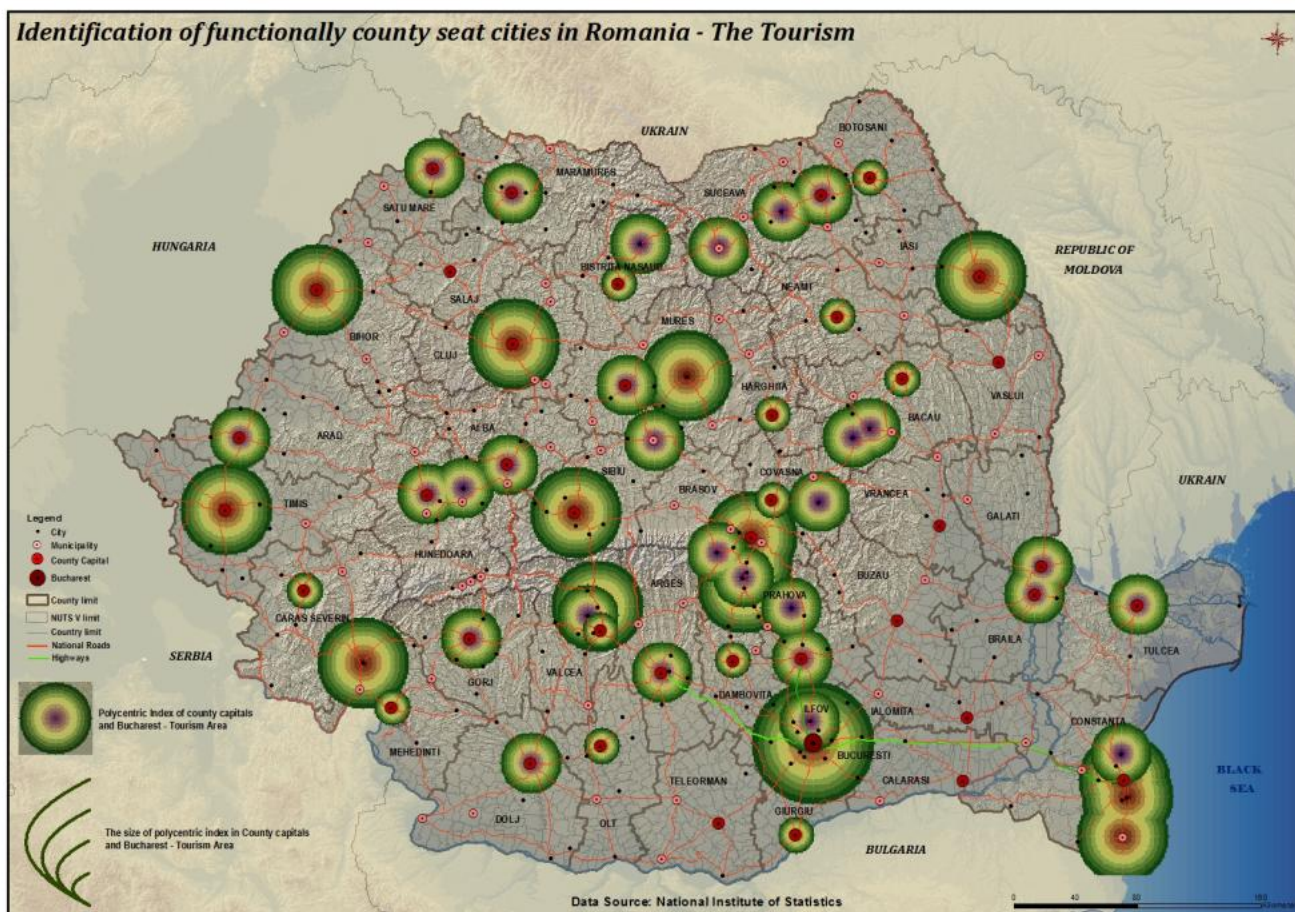 Identification of functionally county seat cities in Romania - The Tourism
UKRAIN
BOTOSANI
MARAMURES
SUCEAVA
SATU MARE
HUNGARIA
IASI
REPUBLIC OF
MOLDOVA
BISTRITA NASAUD
SALAJ
NEAMT
MURES
BIHOR
CLUJ
HARGHITA
VASLUI
BACAU
ARAD
ALBA
SIBIU
COVASNA
UKRAIN
BRASOV
VRANCEA
TIMIS
GALATI
Legend
City
Municipality
County Capital
Bucharest
County limit
NUTS V limit
Country limit
National Roads
Highways
HUNEDOARA
ARGES
BUZAU
PRAHOVA
CARAS SEVERIN
BRAILA
TULCEA
SERBIA
GORJ
VALCEA
DAMBOVITA
ILFOV
IALOMITA
CONSTANTA
Polycentric Index of county capitals
and Bucharest - Tourism Area
MEHEDINTI
BUCURESTI
TELEORMAN
CALARASI
BLACK
SEA
DOLJ
OLT
GIURGIU
The size of polycentric index in County capitals
and Bucharest - Tourism Area
BULGARIA
Data Source: National Institute of Statistics
0 40 80 160